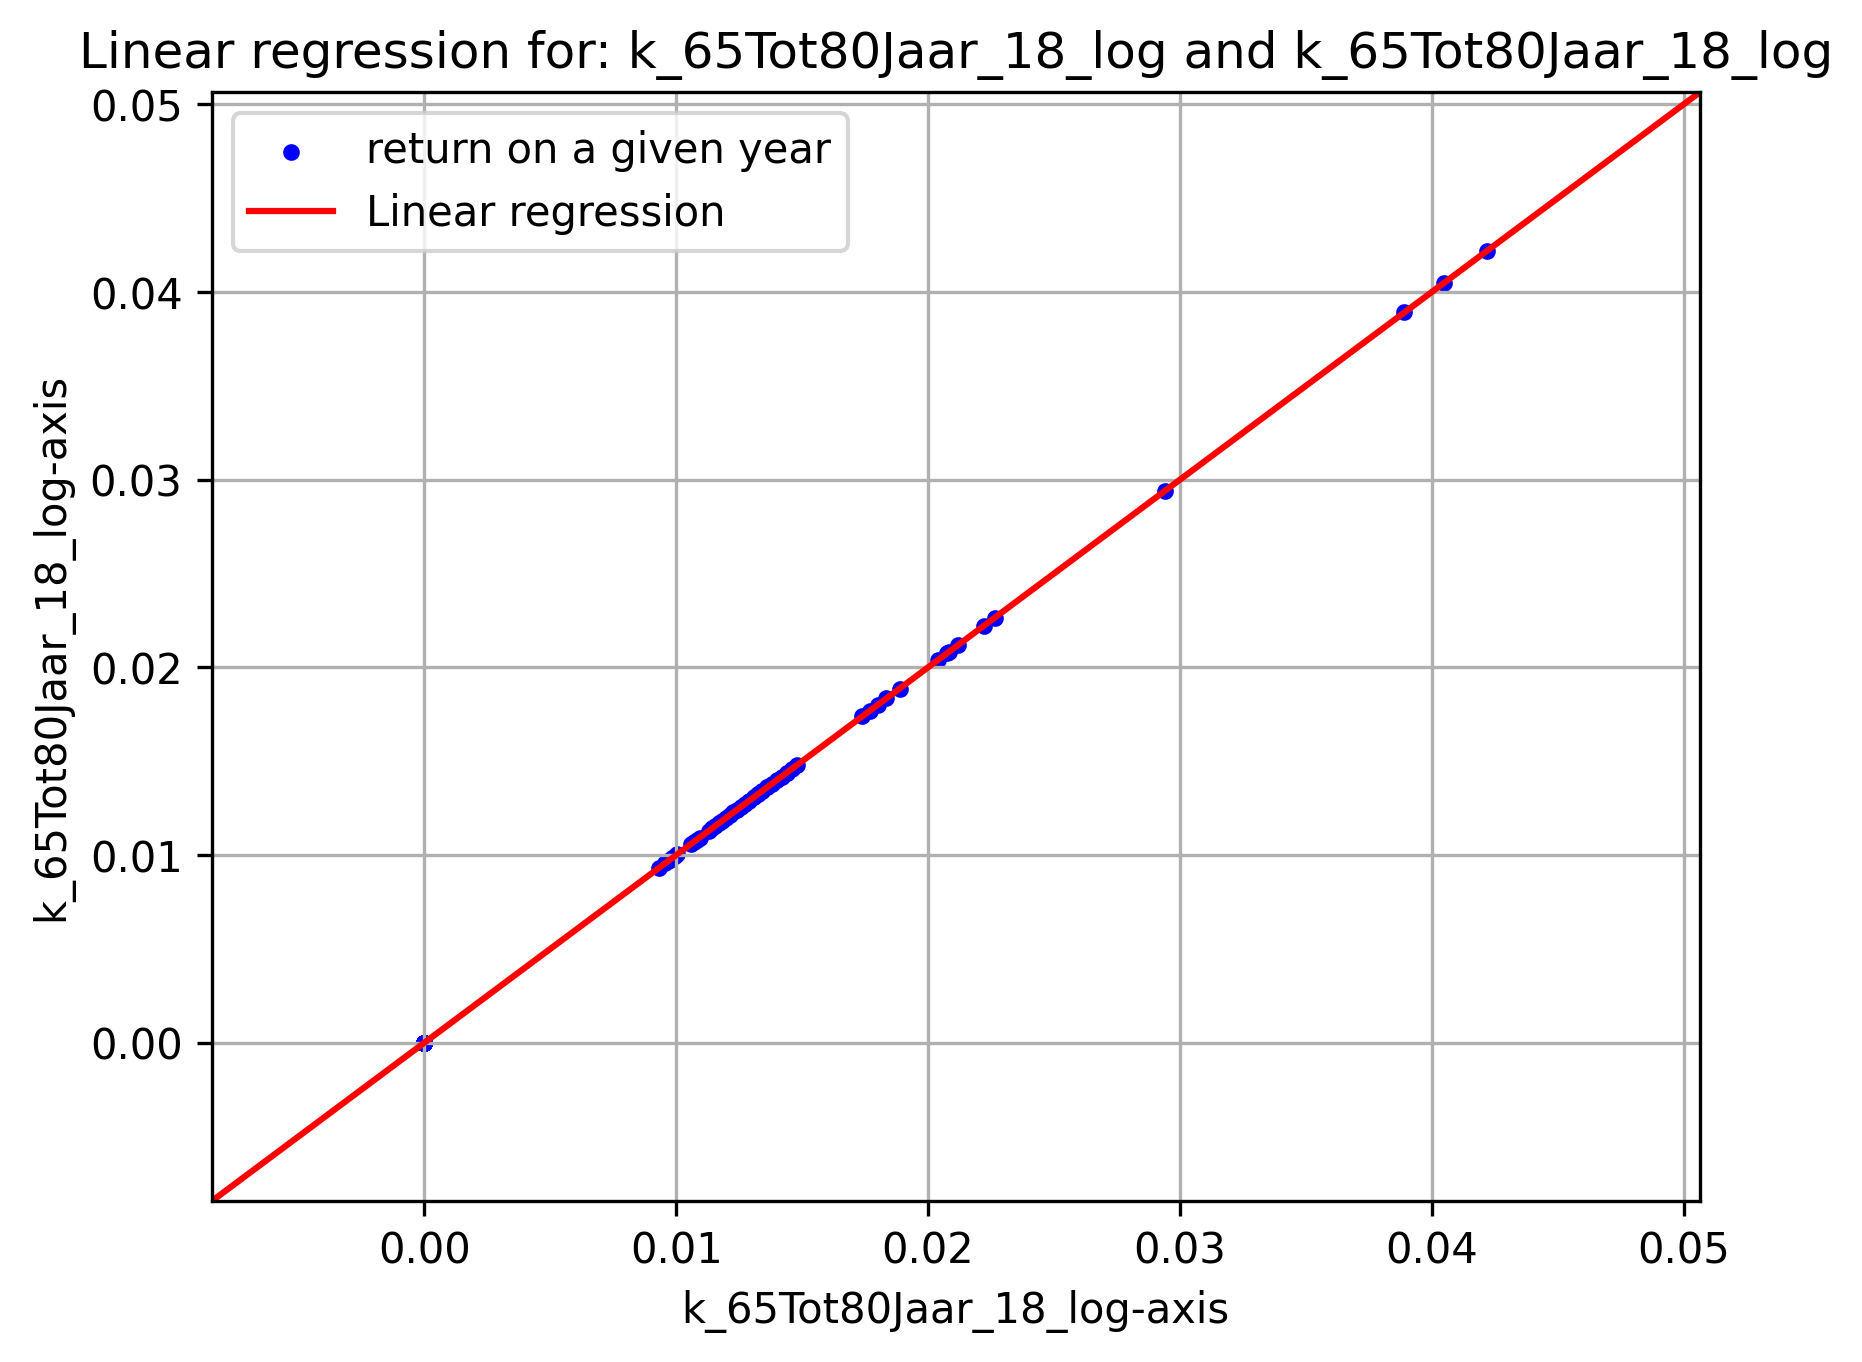 Linear regression for: k_65Tot80Jaar_18_log and k_65Tot80Jaar_18_log
return on a given year
Linear regression
k_65Tot80Jaar_18_log-axis
0.05
0.04
0.03
0.02
0.01
0.00
0.00 0.01 0.02 0.03 0.04 0.05
k_65Tot80Jaar_18_log-axis